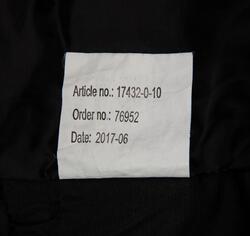 Article no.: 17432-0-10
Order no.: 76952
Date: 2017-06